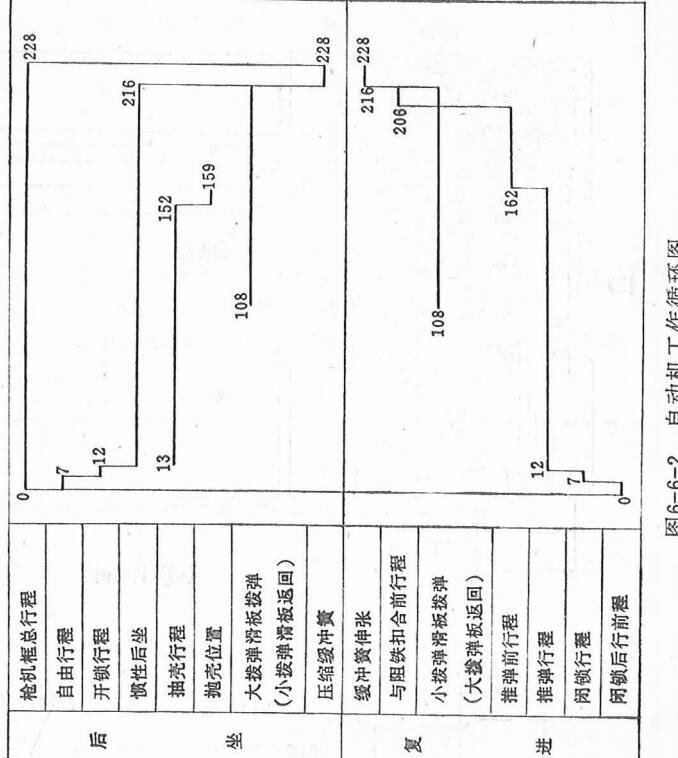 后
坐
复
进
枪机框总行程
自由行程
开锁行程
惯性后坐
抽壳行程
抛壳位置
大拨弹滑板拨弹
(小拨弹滑板返回)
压缩缓冲簧
缓冲簧伸张
与阻铁扣合前行程
小拨弹滑板拨弹
(大拨弹板返回)
推弹前行程
推弹行程
闭锁行程
闭锁后行前程
0
228
7
12
216
13
152
159
108
228
228
216
206
108
162
12
7
0
图6-6-2 自动机工作循环图